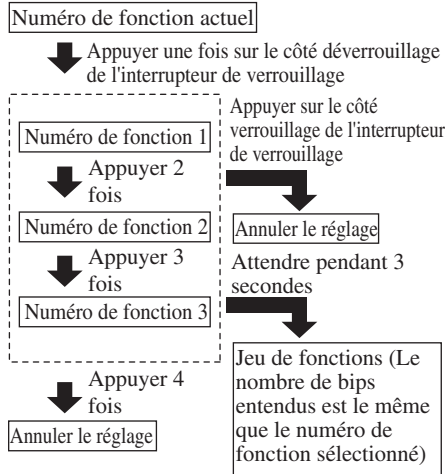 Numéro de fonction actuel
Appuyer une fois sur le côté déverrouillage
de l'interrupteur de verrouillage
Numéro de fonction 1
Appuyer 2
fois
Numéro de fonction 2
Appuyer 3
fois
Numéro de fonction 3
Appuyer 4
fois
Annuler le réglage
Appuyer sur le côté
verrouillage de l'interrupteur
de verrouillage
Annuler le réglage
Attendre pendant 3
secondes
Jeu de fonctions (Le
nombre de bips
entendus est le même
que le numéro de
fonction sélectionné)